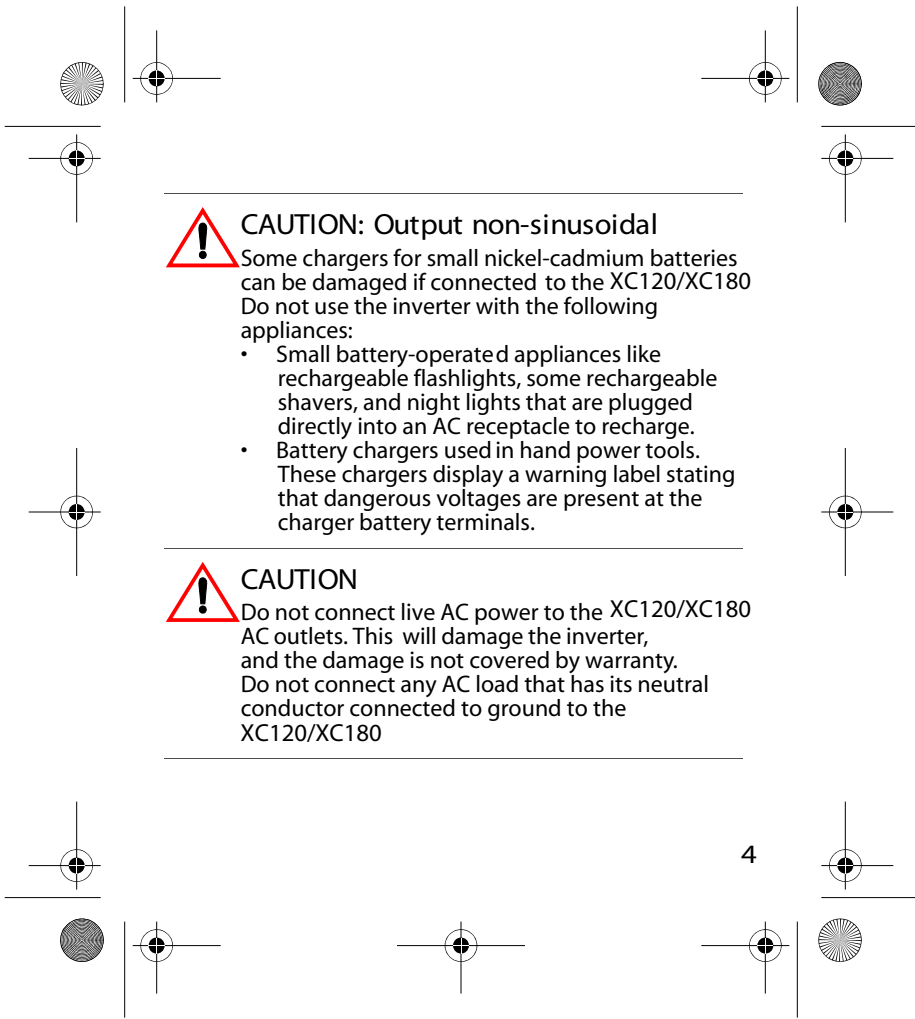 CAUTION: Output non-sinusoidal
Some chargers for small nickel-cadmium batteries
can be damaged if connected to the XC120/XC180
Do not use the inverter with the following
appliances:
• Small battery-operated appliances like
rechargeable flashlights, some rechargeable
shavers, and night lights that are plugged
directly into an AC receptacle to recharge.
• Battery chargers used in hand power tools.
These chargers display a warning label stating
that dangerous voltages are present at the
charger battery terminals.
CAUTION
Do not connect live AC power to the XC120/XC180
AC outlets. This will damage the inverter,
and the damage is not covered by warranty.
Do not connect any AC load that has its neutral
conductor connected to ground to the
XC120/XC180
4